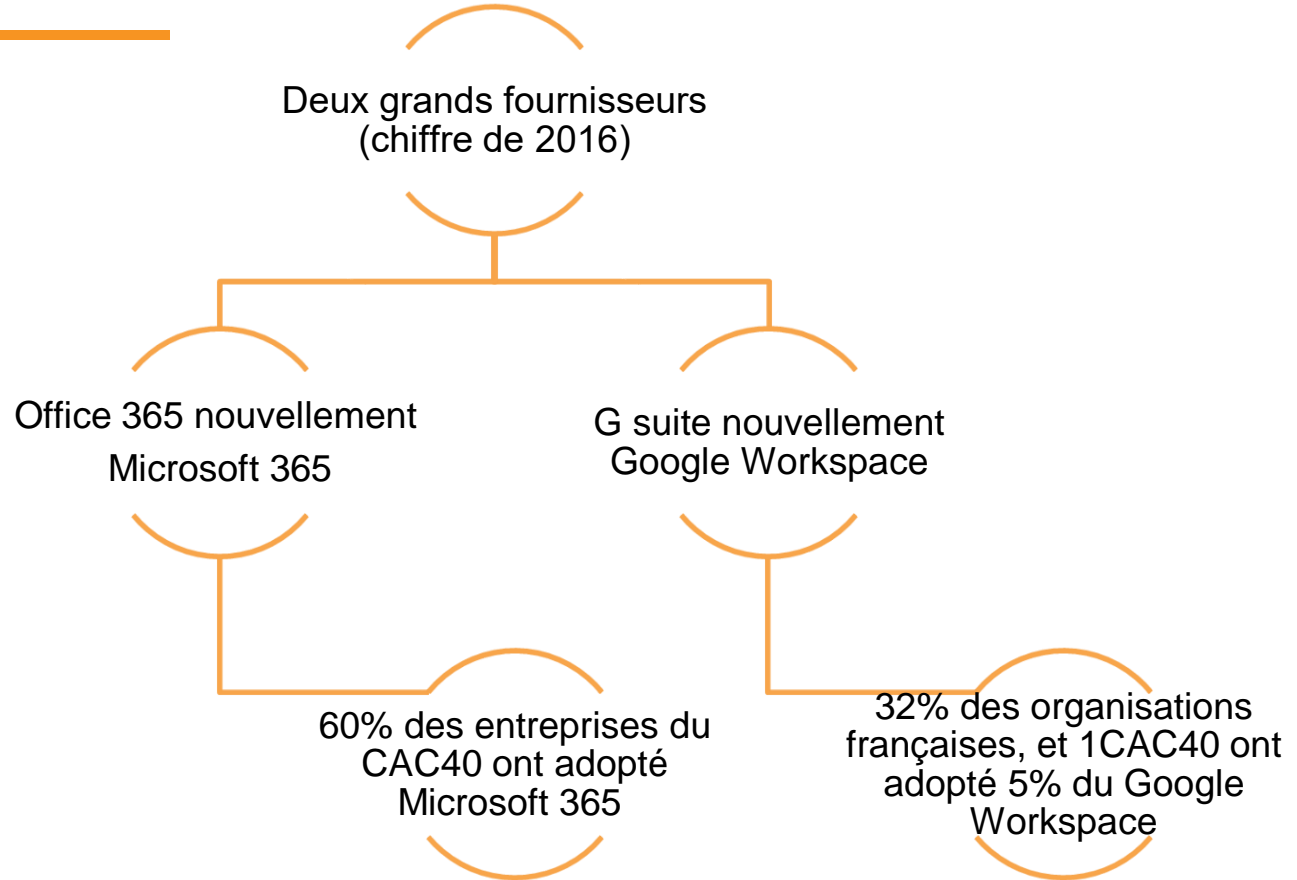 Deux grands fournisseurs
(chiffre de 2016)
Office 365 nouvellement
Microsoft 365
G suite nouvellement
Google Workspace
60% des entreprises du
CAC40 ont adopté
Microsoft 365
32% des organisations
françaises, et 1CAC40 ont
adopté 5% du Google
Workspace